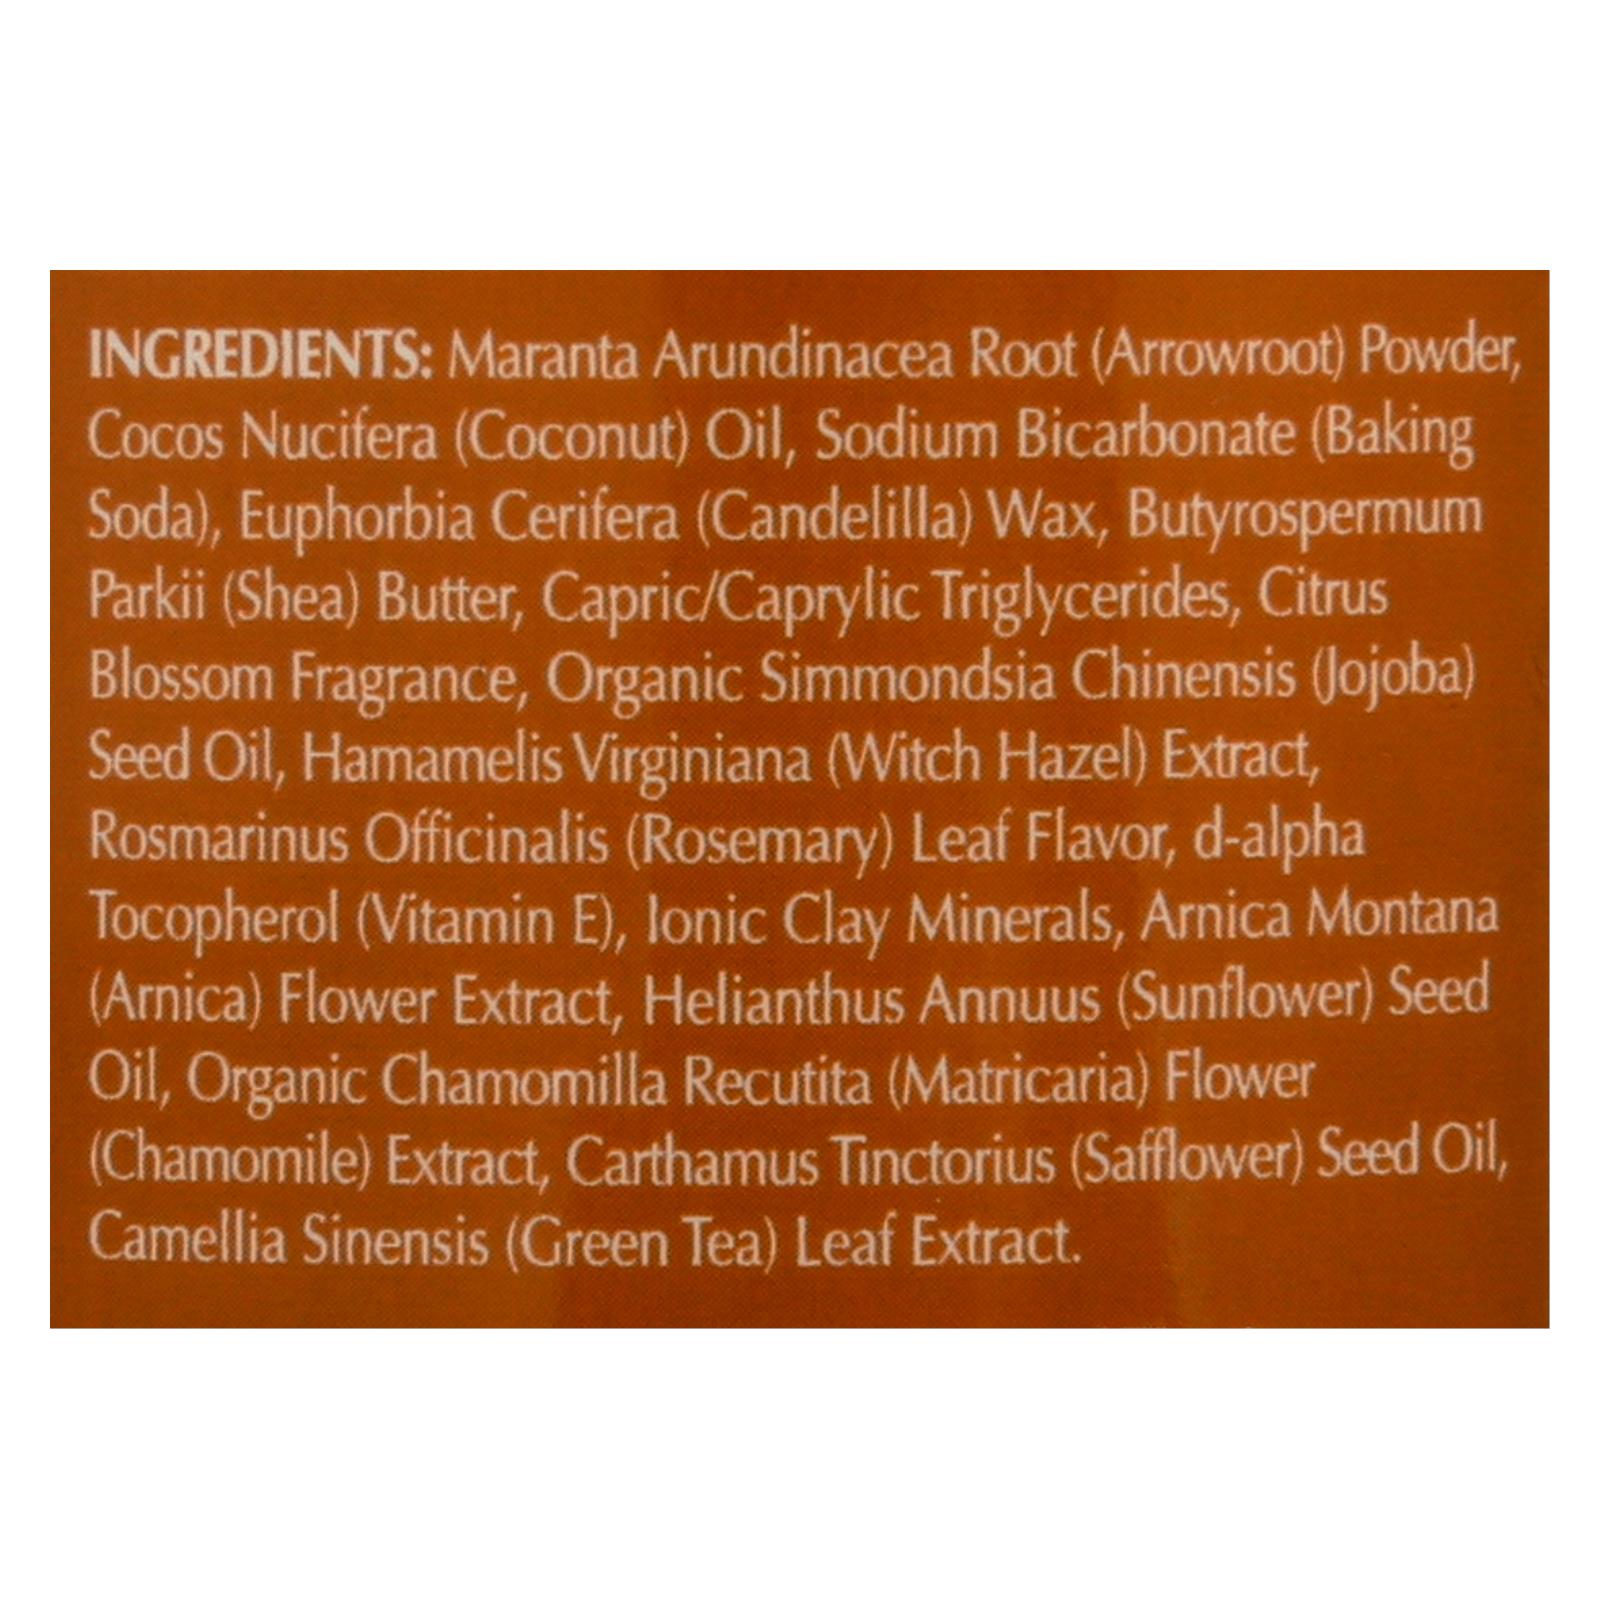 INGREDIENTS: Maranta Arundinacea Root (Arrowroot) Powder,
Cocos Nucifera (Coconut) Oil, Sodium Bicarbonate (Baking
Soda), Euphorbia Cerifera (Candelilla) Wax, Butyrospermum
Parkii (Shea) Butter, Capric/Caprylic Triglycerides, Citrus
Blossom Fragrance, Organic Simmondsia Chinensis (Jojoba)
Seed Oil, Hamamelis Virginiana (Witch Hazel) Extract,
Rosmarinus Officinalis (Rosemary) Leaf Flavor, d-alpha
Tocopherol (Vitamin E), Ionic Clay Minerals, Arnica Montana
(Arnica) Flower Extract, Helianthus Annuus (Sunflower) Seed
Oil, Organic Chamomilla Recutita (Matricaria) Flower
(Chamomile) Extract, Carthamus Tinctorius (Safflower) Seed Oil,
Camellia Sinensis (Green Tea) Leaf Extract.